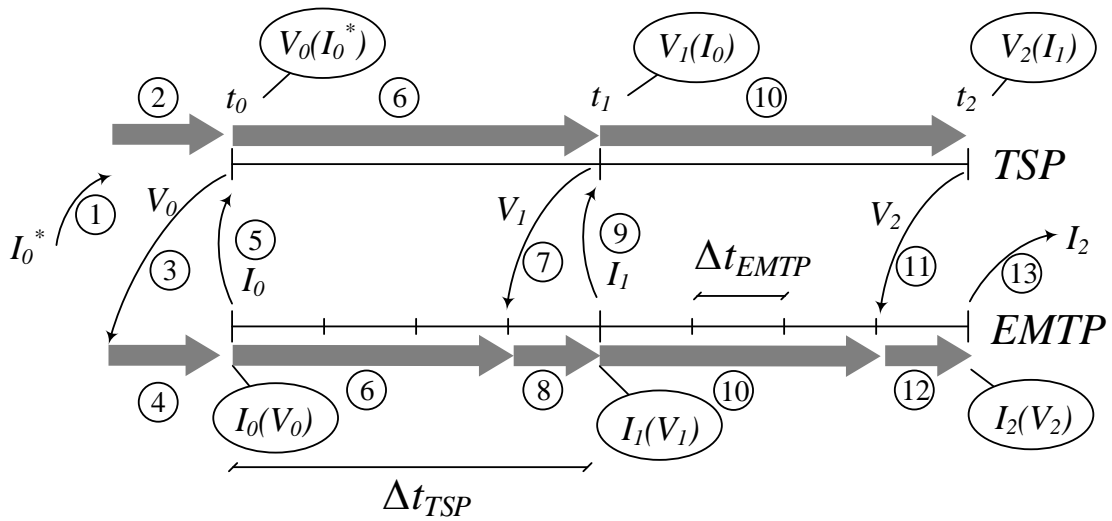 V₀(I₀*) V₁(I₀) V₂(I₁)
2 t₀ 6 t₁ 10 t₂
TSP
1 V₀ V₁ V₂
I₀* 3 5 I₀ 7 9 I₁ Δt_EMTP 11 13 I₂
EMTP
4 6 8 10 12
I₀(V₀) I₁(V₁) I₂(V₂)
Δt_TSP